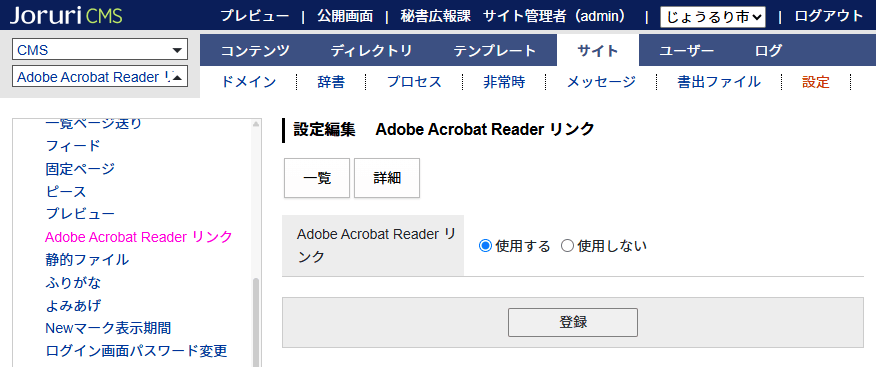 Joruri CMS
プレビュー | 公開画面 | 秘書広報課 サイト管理者（admin） | じょうるり市 | ログアウト
CMS
コンテンツ ディレクトリ テンプレート サイト ユーザー ログ
Adobe Acrobat Reader リ
ドメイン 辞書 プロセス 非常時 メッセージ 書出ファイル 設定
一覧ページ送り
フィード
固定ページ
ピース
プレビュー
Adobe Acrobat Reader リンク
静的ファイル
ふりがな
よみあげ
Newマーク表示期間
ログイン画面パスワード変更
設定編集 Adobe Acrobat Reader リンク
一覧 詳細
Adobe Acrobat Reader リ
ンク
使用する 使用しない
登録